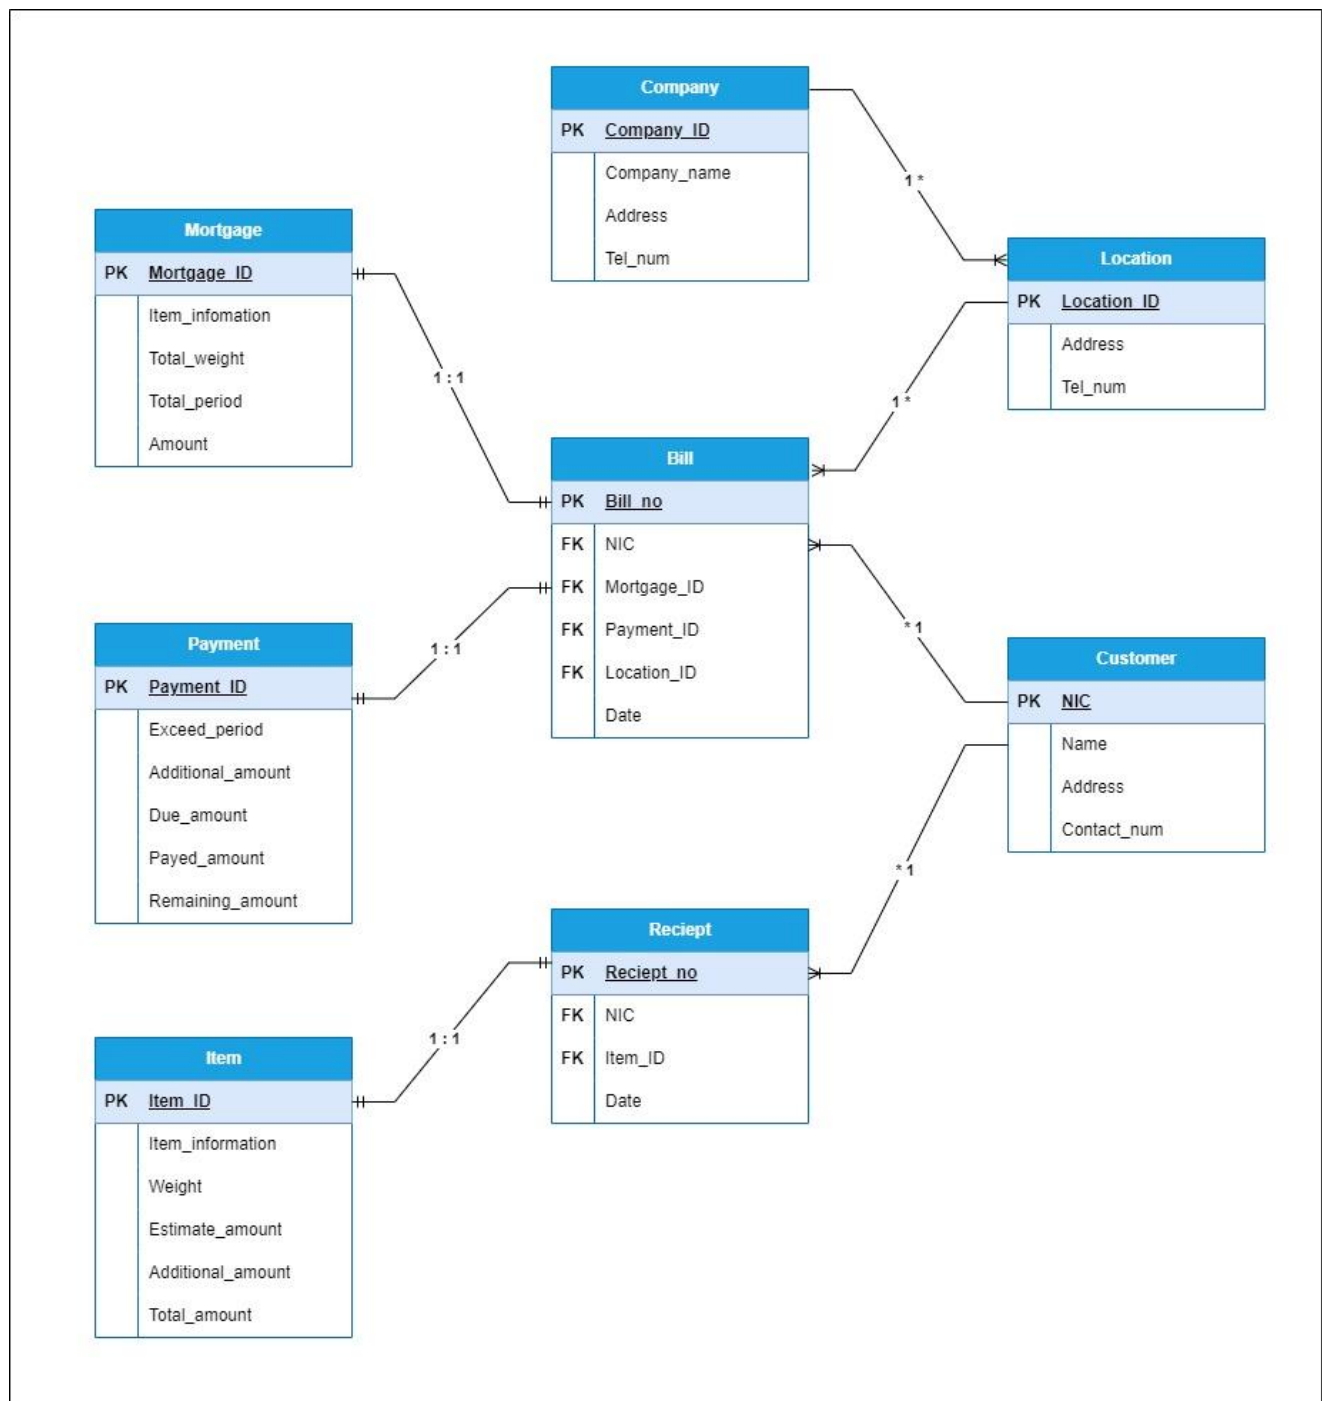 Company
PK Company_ID
Company_name
Address
Tel_num
1 *
Mortgage
PK Mortgage_ID
Item_infomation
Total_weight
Total_period
Amount
1 : 1
Location
PK Location_ID
Address
Tel_num
1 *
Bill
PK Bill_no
FK NIC
FK Mortgage_ID
FK Payment_ID
FK Location_ID
Date
1 : 1
* 1
Payment
PK Payment_ID
Exceed_period
Additional_amount
Due_amount
Payed_amount
Remaining_amount
Customer
PK NIC
Name
Address
Contact_num
* 1
Reciept
PK Reciept_no
FK NIC
FK Item_ID
Date
1 : 1
Item
PK Item_ID
Item_information
Weight
Estimate_amount
Additional_amount
Total_amount